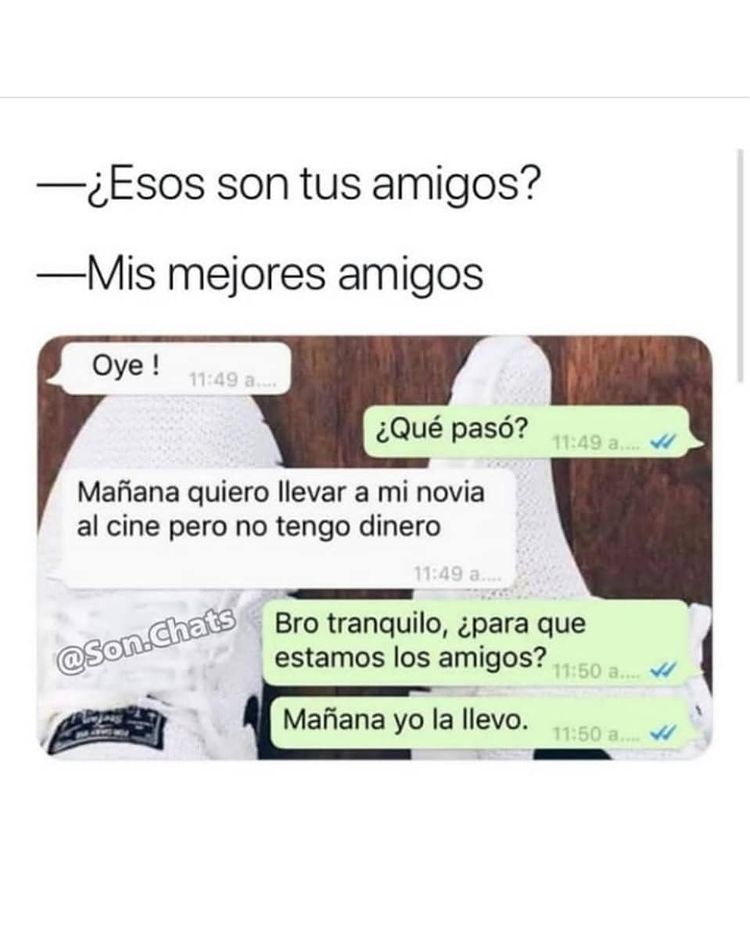 —¿Esos son tus amigos?
—Mis mejores amigos
Oye !
11:49 a....
¿Qué pasó?
11:49 a....
Mañana quiero llevar a mi novia
al cine pero no tengo dinero
11:49 a....
@Son.Chats
Bro tranquilo, ¿para que
estamos los amigos?
11:50 a....
Mañana yo la llevo.
11:50 a....